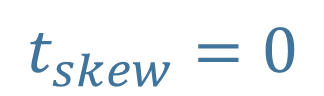 t_skew = 0